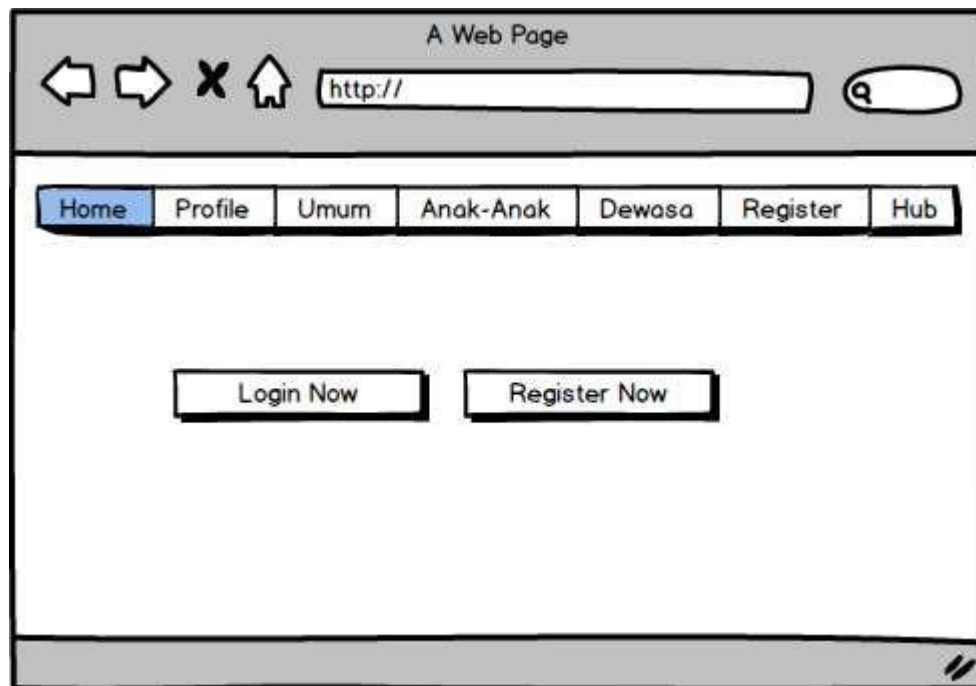 A Web Page
http://
Home Profile Umum Anak-Anak Dewasa Register Hub
Login Now Register Now